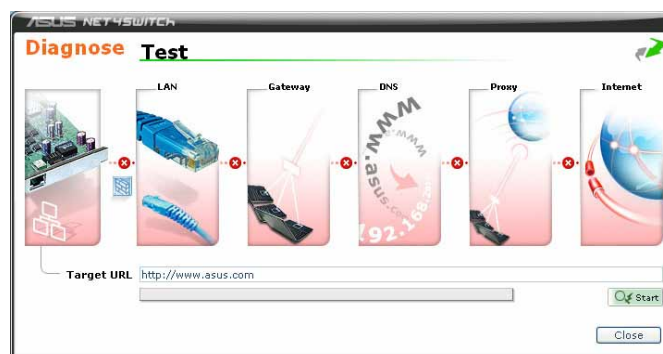 ASUS NET4SWITCH
Diagnose Test
LAN
Gateway
DNS
Proxy
Internet
www.asus.com
www
192.168
Target URL http://www.asus.com
Start
Close